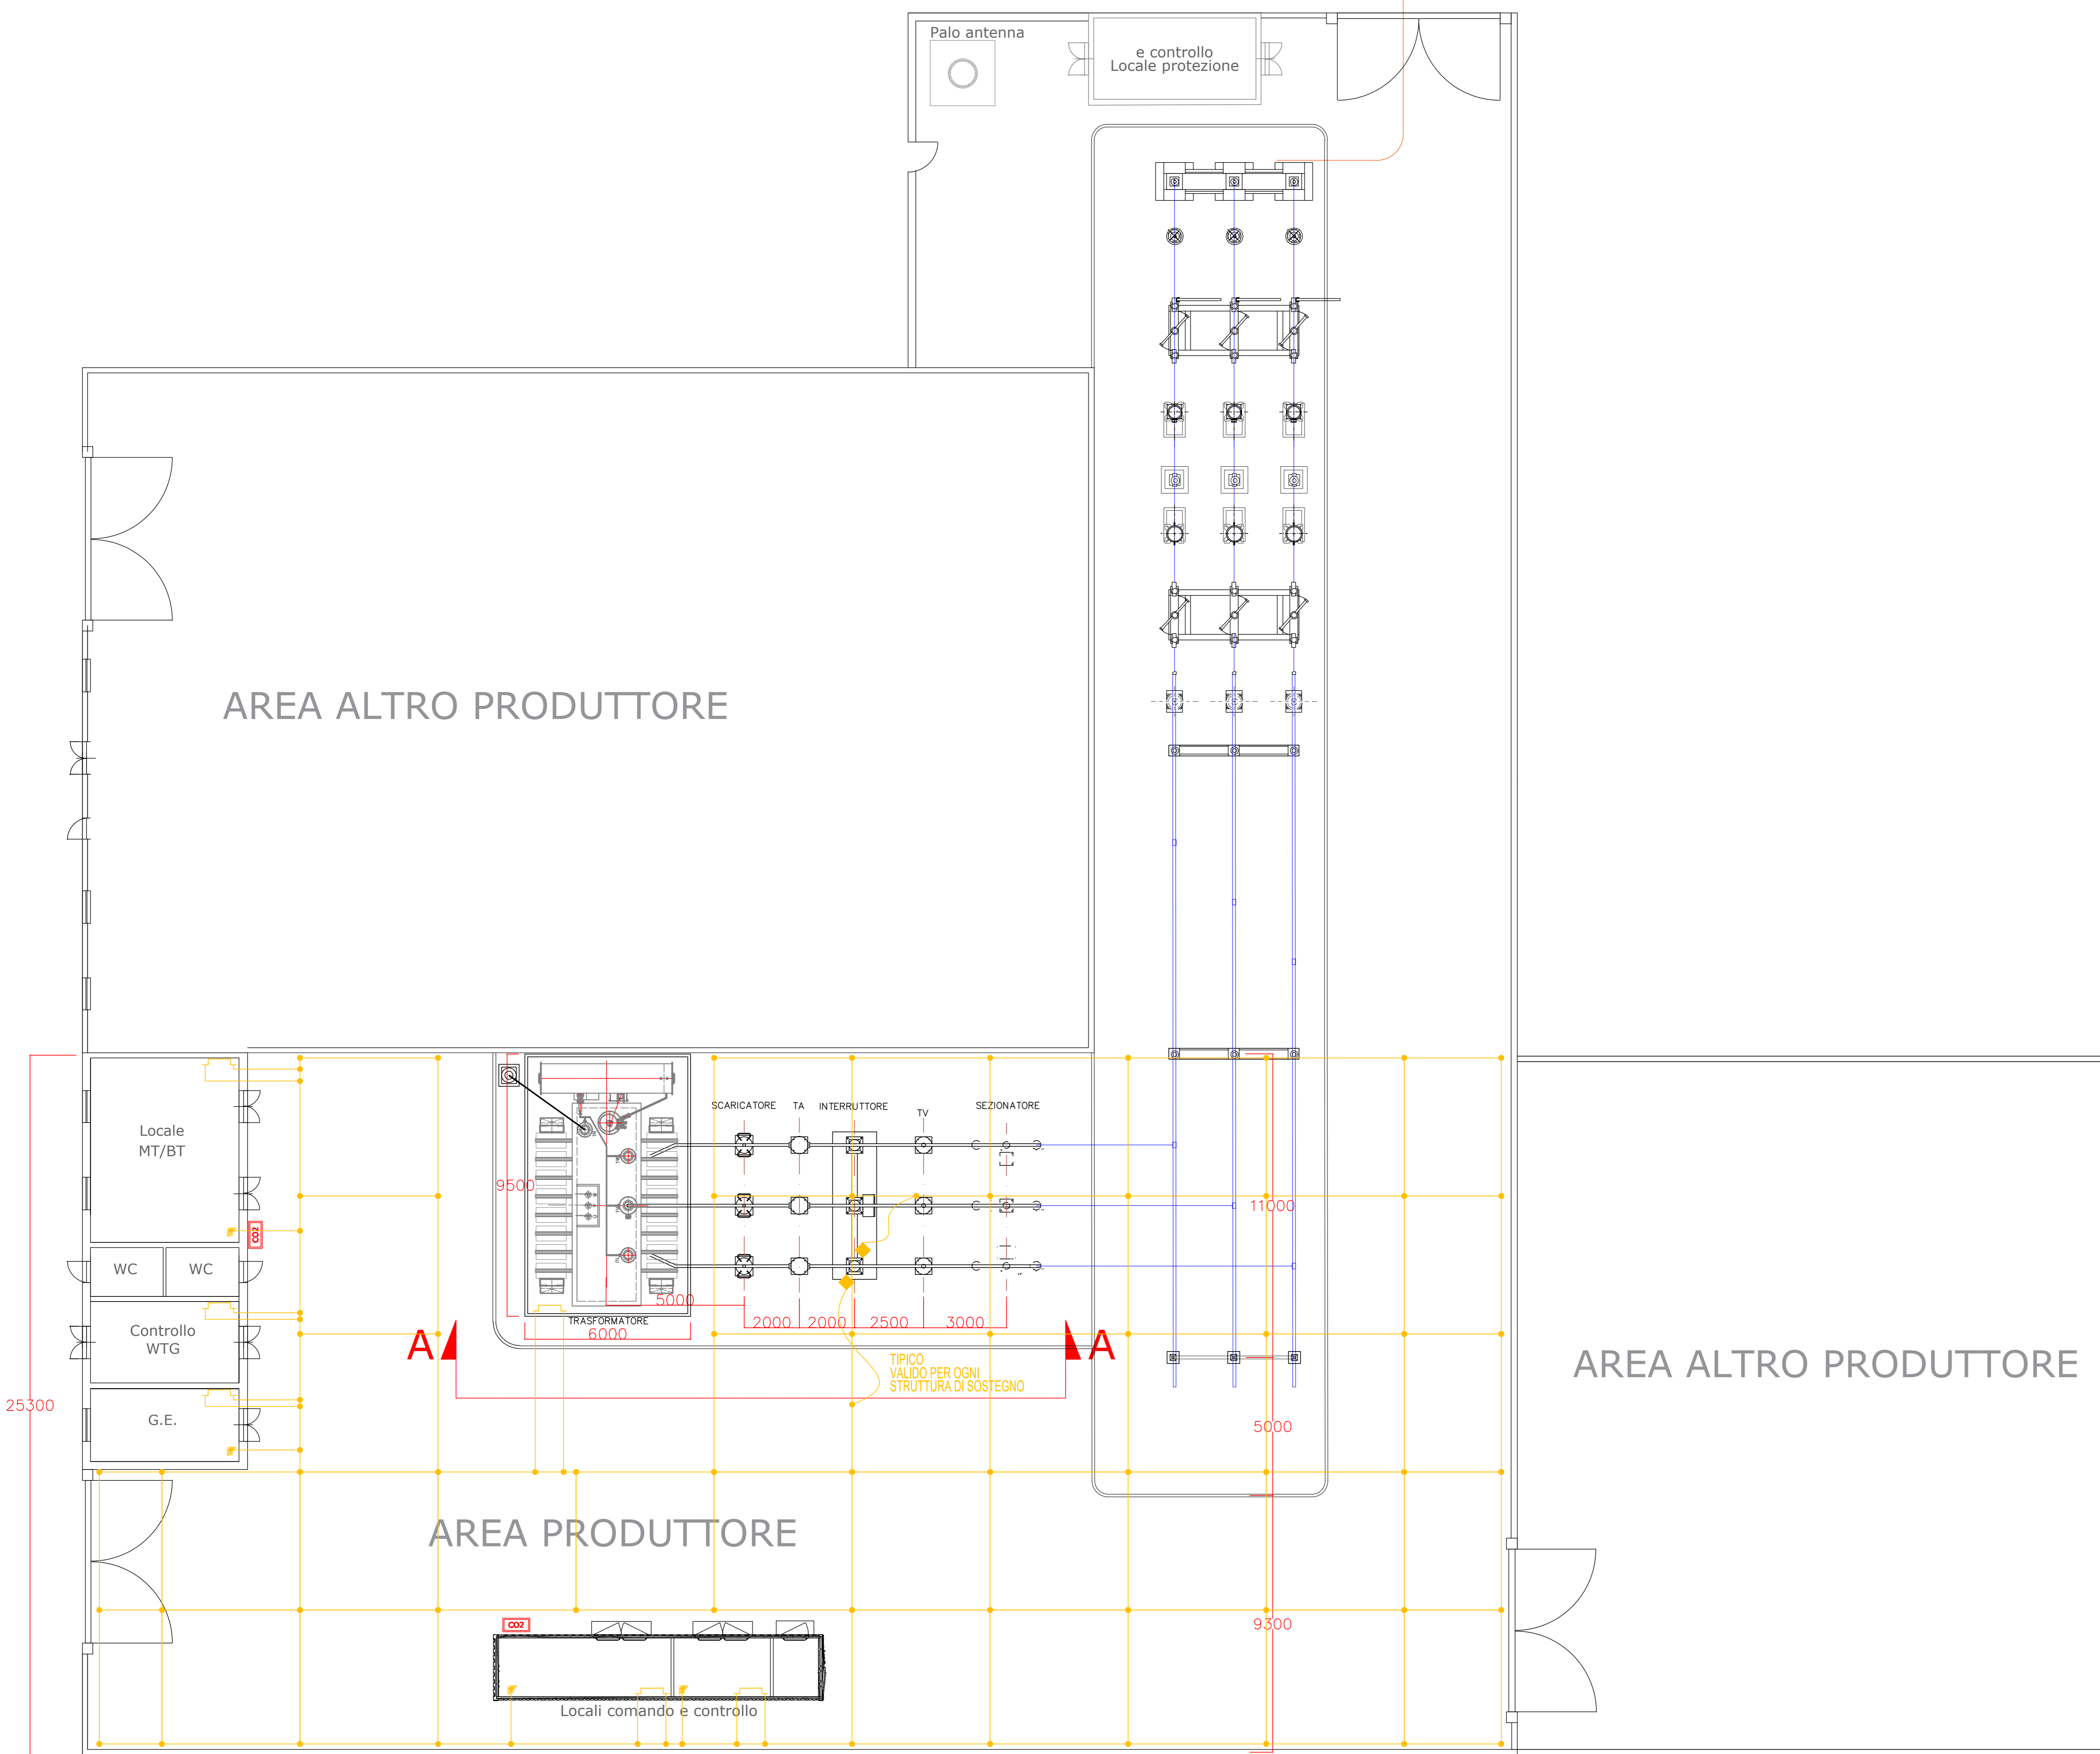 Palo antenna
e controllo
Locale protezione
AREA ALTRO PRODUTTORE
SCARICATORE
TA
INTERRUTTORE
TV
SEZIONATORE
Locale
MT/BT
9500
11000
CO2
WC
WC
5000
TRASFORMATORE
6000
2000
2000
2500
3000
Controllo
WTG
A
A
TIPICO
VALIDO PER OGNI
STRUTTURA DI SOSTEGNO
AREA ALTRO PRODUTTORE
25300
G.E.
5000
AREA PRODUTTORE
CO2
9300
Locali comando e controllo